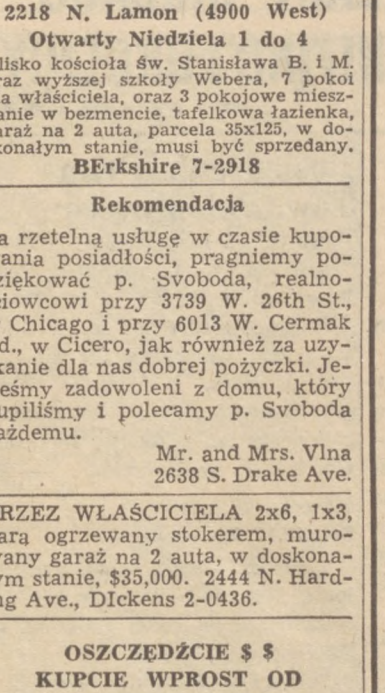 2218 N. Lamon (4900 West)
Otwarty Niedziela 1 do 4
lisko kościoła św. Stanisława B. i M.
raz wyższej szkoły Webera, 7 pokoi
a właściciela, oraz 3 pokojowe miesz-
anie w bezmencie, tafelkowa łazienka,
araż na 2 auta, parcela 35x125, w do-
konałym stanie, musi być sprzedany.
BErkshire 7-2918
Rekomendacja
a rzetelną usługę w czasie kupo-
ania posiadłości, pragniemy po-
ziękować p. Svoboda, realno-
ciowcowi przy 3739 W. 26th St.,
Chicago i przy 6013 W. Cermak
d., w Cicero, jak również za uzy-
kanie dla nas dobrej pożyczki. Je-
eśmy zadowoleni z domu, który
upiliśmy i polecamy p. Svoboda
ażdemu.
Mr. and Mrs. Vlna
2638 S. Drake Ave.
RZEZ WŁAŚCICIELA 2x6, 1x3,
arą ogrzewany stokerem, muro-
vany garaż na 2 auta, w doskona-
ym stanie, $35,000. 2444 N. Hard-
ng Ave., DIckens 2-0436.
OSZCZĘDŹCIE $ $
KUPCIE WPROST OD